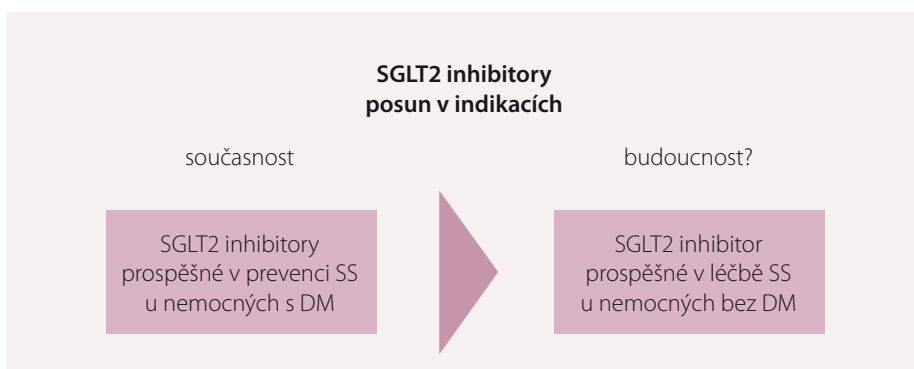 SGLT2 inhibitory
posun v indikacích
současnost
budoucnost?
SGLT2 inhibitory
prospěšné v prevenci SS
u nemocných s DM
SGLT2 inhibitor
prospěšné v léčbě SS
u nemocných bez DM